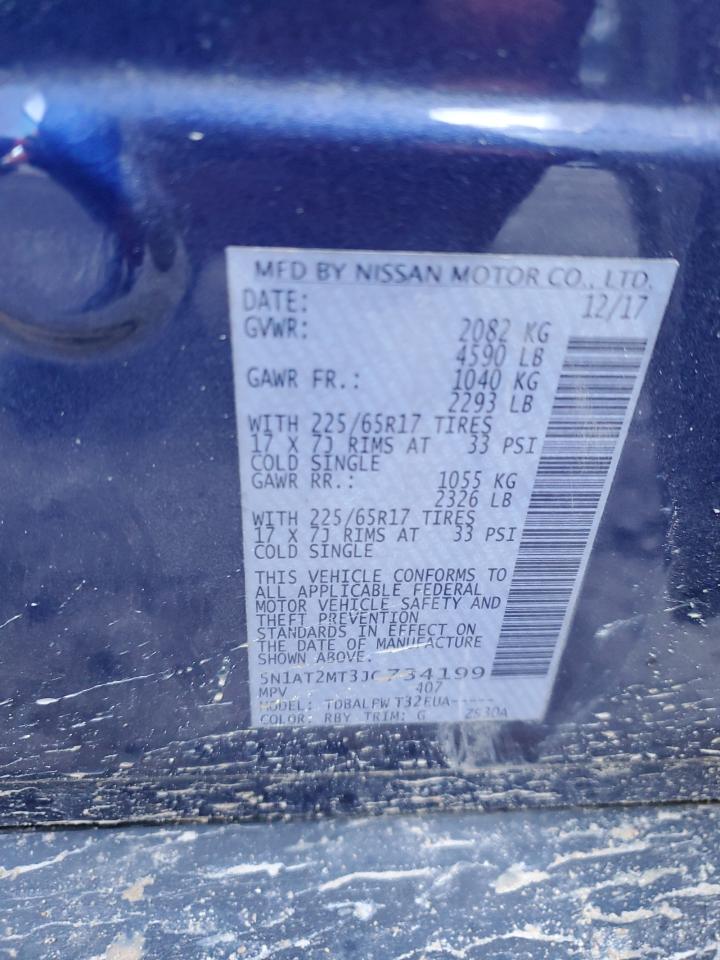 MFD BY NISSAN MOTOR CO., LTD.
DATE: 12/17
GVWR: 2082 KG
4590 LB
GAWR FR.: 1040 KG
2293 LB
WITH 225/65R17 TIRES
17 X 7J RIMS AT 33 PSI
COLD SINGLE
GAWR RR.: 1055 KG
2326 LB
WITH 225/65R17 TIRES
17 X 7J RIMS AT 33 PSI
COLD SINGLE
THIS VEHICLE CONFORMS TO
ALL APPLICABLE FEDERAL
MOTOR VEHICLE SAFETY AND
THEFT PREVENTION
STANDARDS IN EFFECT ON
THE DATE OF MANUFACTURE
SHOWN ABOVE.
5N1AT2MT3JC734199
MPV 407
MODEL: TDBALPW T32EUA-----
COLOR: RBY TRIM: G 2S30A